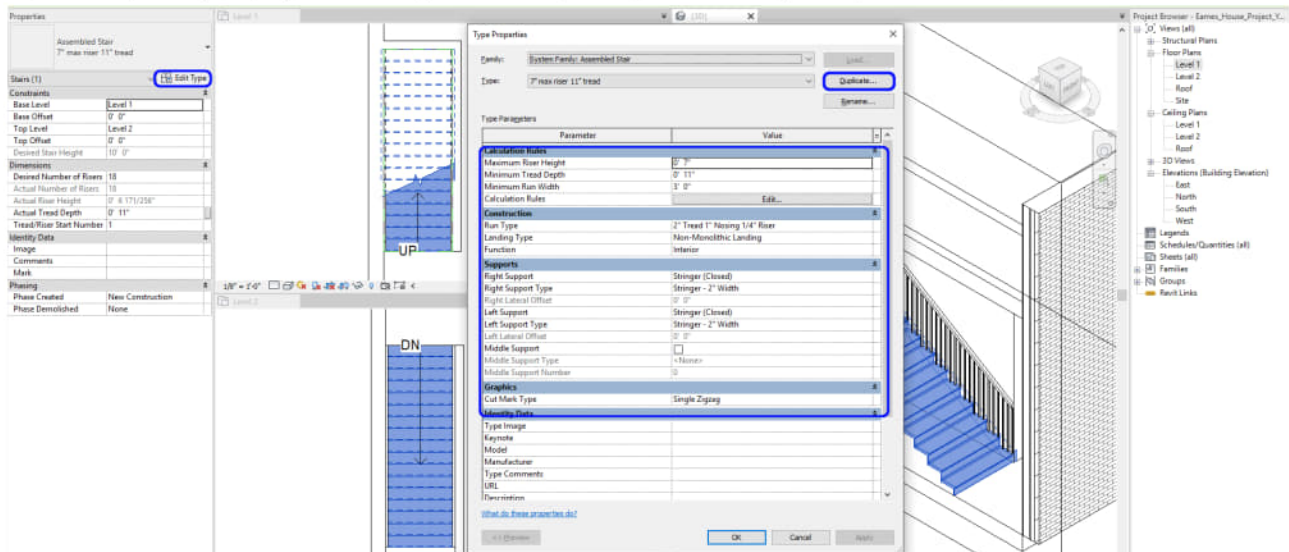 Properties
Assembled Stair
7" max riser 11" tread
Stairs (1)
Edit Type
Constraints
Base Level Level 1
Base Offset 0' 0"
Top Level Level 2
Top Offset 0' 0"
Desired Stair Height 10' 0"
Dimensions
Desired Number of Risers 18
Actual Number of Risers 18
Actual Riser Height 0' 6 171/256"
Actual Tread Depth 0' 11"
Tread/Riser Start Number 1
Identity Data
Image
Comments
Mark
Phasing
Phase Created New Construction
Phase Demolished None
Level 1
UP
1/8" = 1'-0"
Level 2
DN
{3D}
Type Properties
Family: System Family: Assembled Stair Load...
Type: 7" max riser 11" tread Duplicate...
Rename...
Type Parameters
Parameter Value =
Calculation Rules
Maximum Riser Height 0' 7"
Minimum Tread Depth 0' 11"
Minimum Run Width 3' 0"
Calculation Rules Edit...
Construction
Run Type 2" Tread 1" Nosing 1/4" Riser
Landing Type Non-Monolithic Landing
Function Interior
Supports
Right Support Stringer (Closed)
Right Support Type Stringer - 2" Width
Right Lateral Offset 0' 0"
Left Support Stringer (Closed)
Left Support Type Stringer - 2" Width
Left Lateral Offset 0' 0"
Middle Support
Middle Support Type <None>
Middle Support Number 0
Graphics
Cut Mark Type Single Zigzag
Identity Data
Type Image
Keynote
Model
Manufacturer
Type Comments
URL
Description
What do these properties do?
<< Preview OK Cancel Apply
Project Browser - Eames_House_Project_Y...
Views (all)
Structural Plans
Floor Plans
Level 1
Level 2
Roof
Site
Ceiling Plans
Level 1
Level 2
Roof
3D Views
Elevations (Building Elevation)
East
North
South
West
Legends
Schedules/Quantities (all)
Sheets (all)
Families
Groups
Revit Links